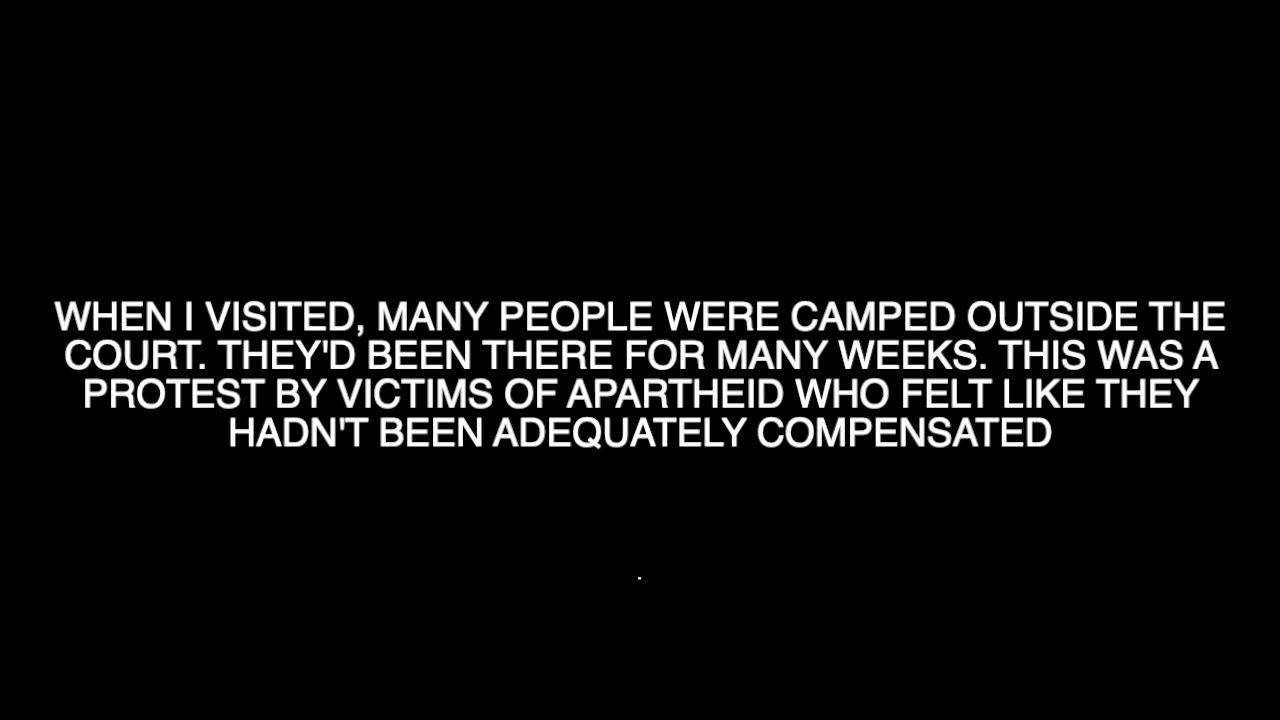 WHEN I VISITED, MANY PEOPLE WERE CAMPED OUTSIDE THE
COURT. THEY'D BEEN THERE FOR MANY WEEKS. THIS WAS A
PROTEST BY VICTIMS OF APARTHEID WHO FELT LIKE THEY
HADN'T BEEN ADEQUATELY COMPENSATED
.